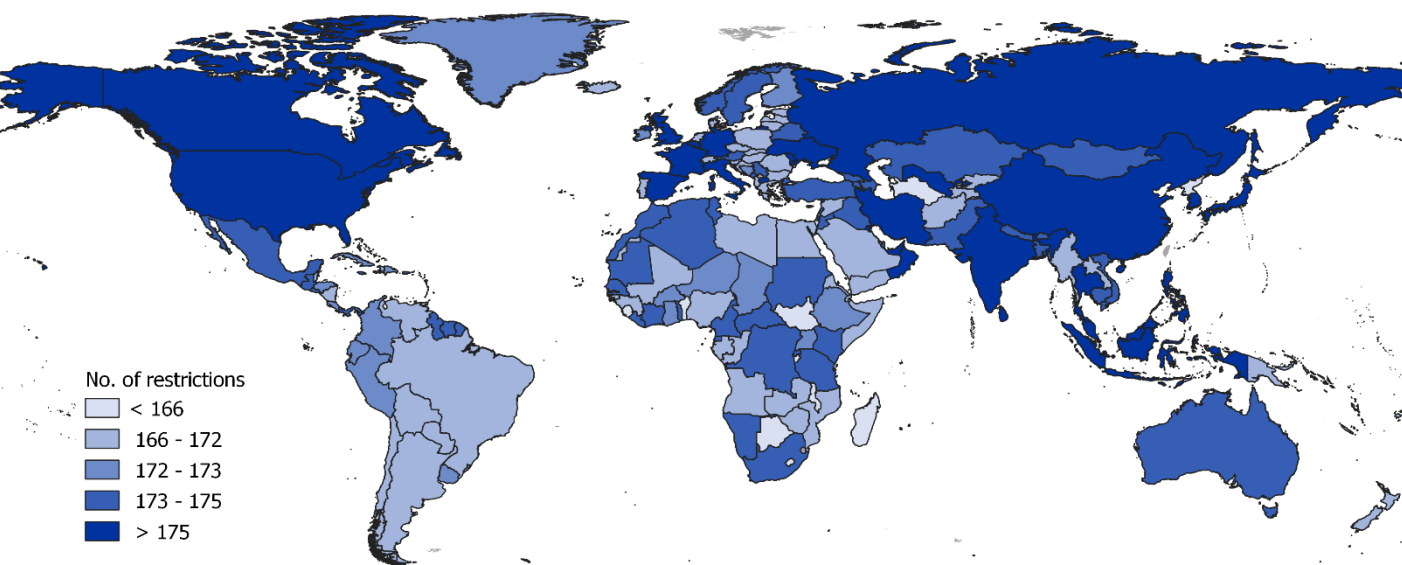 No. of restrictions
< 166
166 - 172
172 - 173
173 - 175
> 175